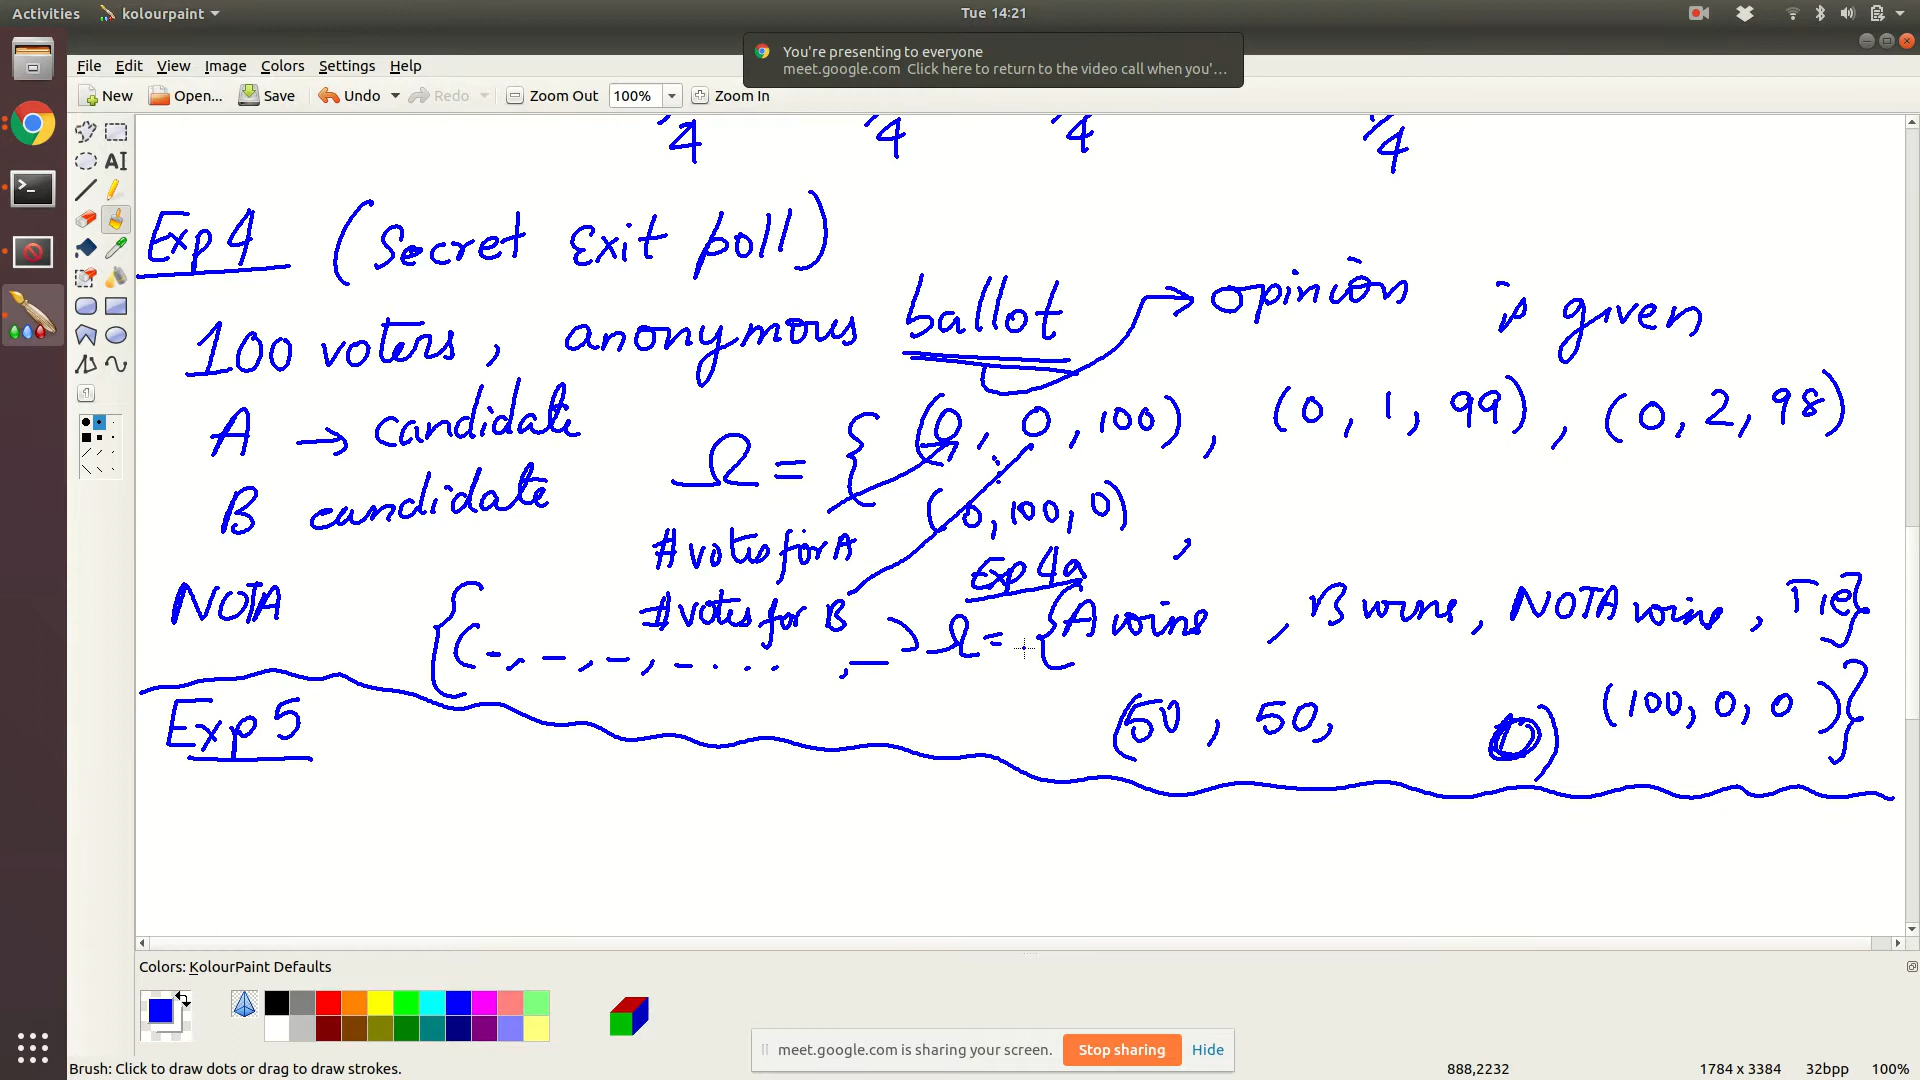 Activities kolourpaint Tue 14:21
You're presenting to everyone
meet.google.com Click here to return to the video call when you'...
File Edit View Image Colors Settings Help
New Open... Save Undo Redo Zoom Out 100% Zoom In
1/4 1/4 1/4 1/4
Exp 4 (Secret Exit poll)
100 voters, anonymous ballot → opinion is given
A → candidate
Ω = { (0, 0, 100), (0, 1, 99), (0, 2, 98)
B candidate
(0, 100, 0)
# votes for A ,
Exp 4a
NOTA # votes for B Ω = { A wins, B wins, NOTA wins, Tie}
{ (-, -, -, - . . . , -)
Exp 5 (50, 50, 0) (100, 0, 0)}
Colors: KolourPaint Defaults
meet.google.com is sharing your screen. Stop sharing Hide
Brush: Click to draw dots or drag to draw strokes. 888,2232 1784 x 3384 32bpp 100%